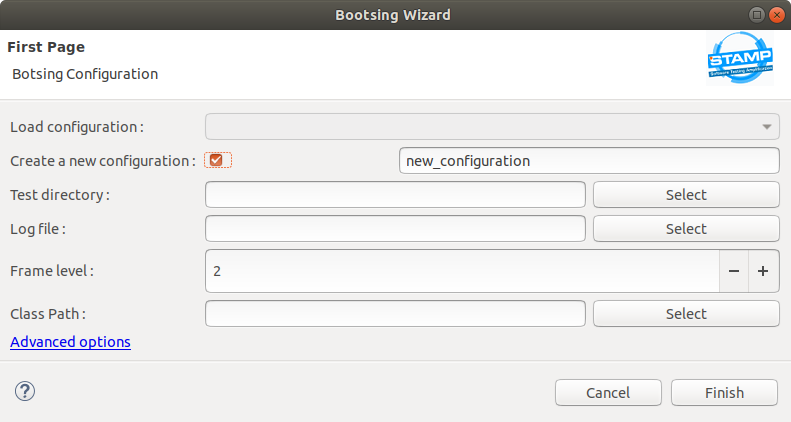 Bootsing Wizard
First Page
Botsing Configuration
STAMP
Software Testing Amplification
Load configuration :
Create a new configuration : new_configuration
Test directory : Select
Log file : Select
Frame level : 2 − +
Class Path : Select
Advanced options
? Cancel Finish